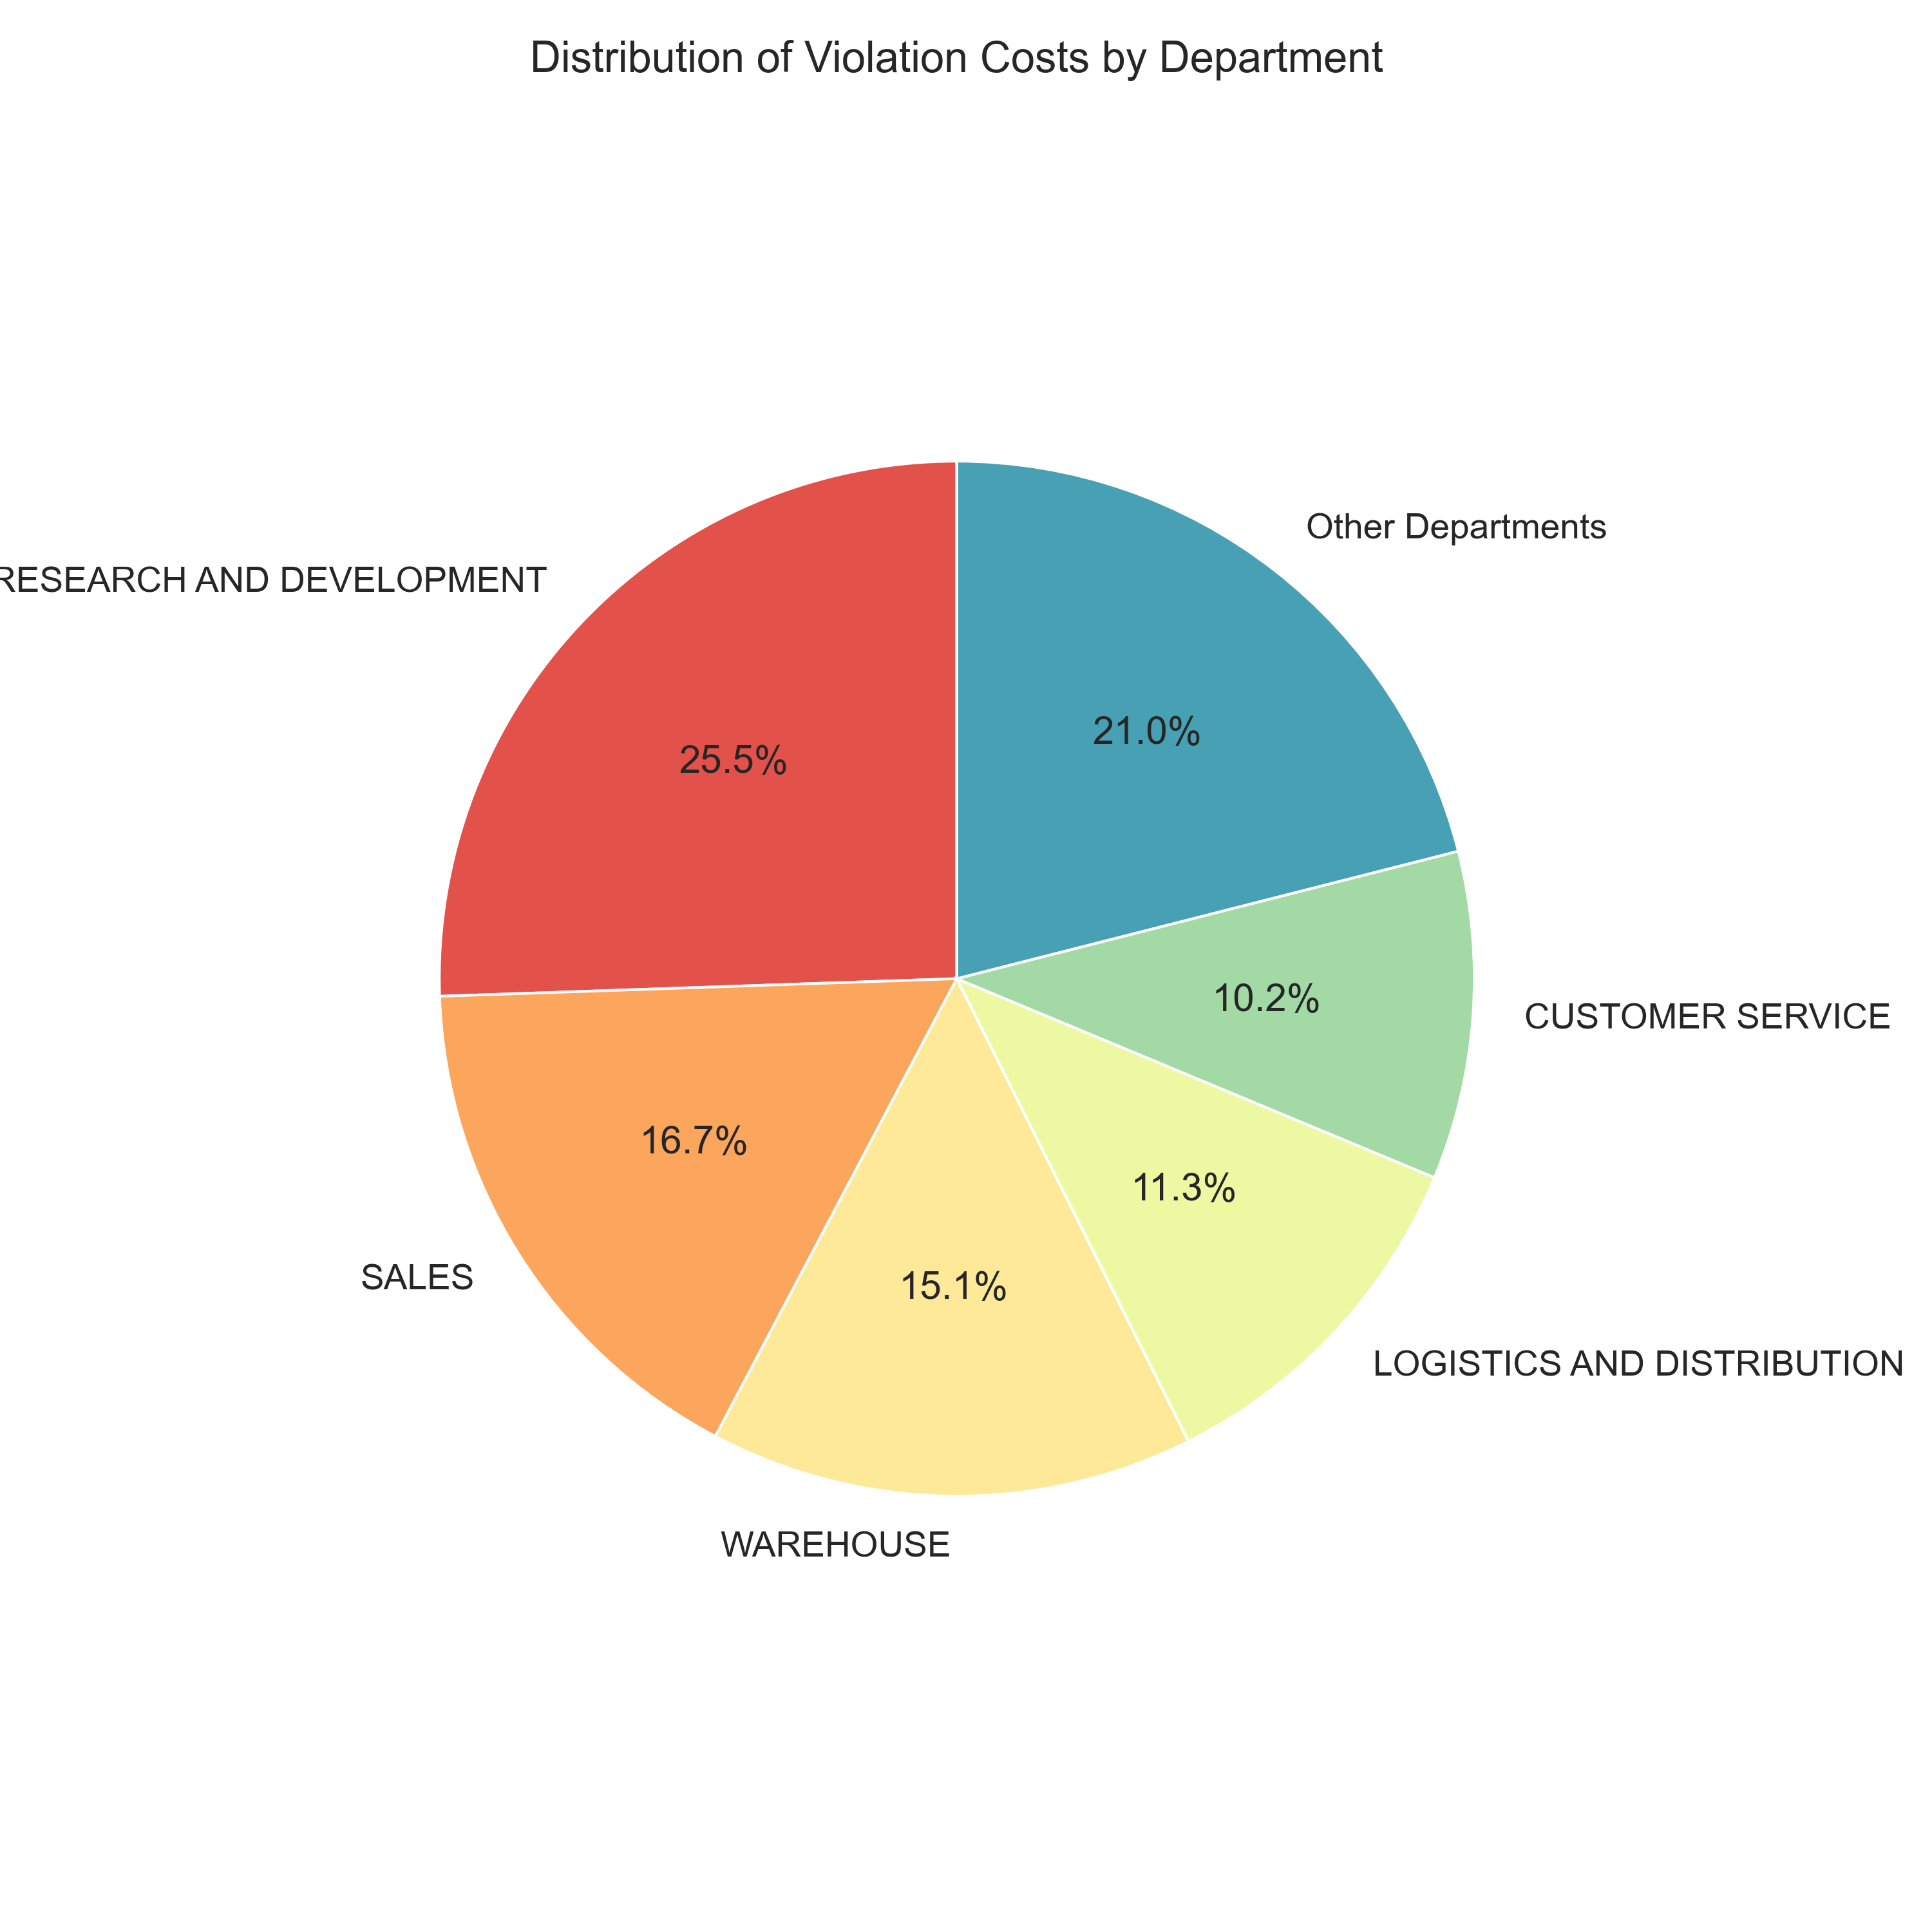 Distribution of Violation Costs by Department
Other Departments
RESEARCH AND DEVELOPMENT
21.0%
25.5%
10.2%
CUSTOMER SERVICE
16.7%
11.3%
SALES
15.1%
LOGISTICS AND DISTRIBUTION
WAREHOUSE